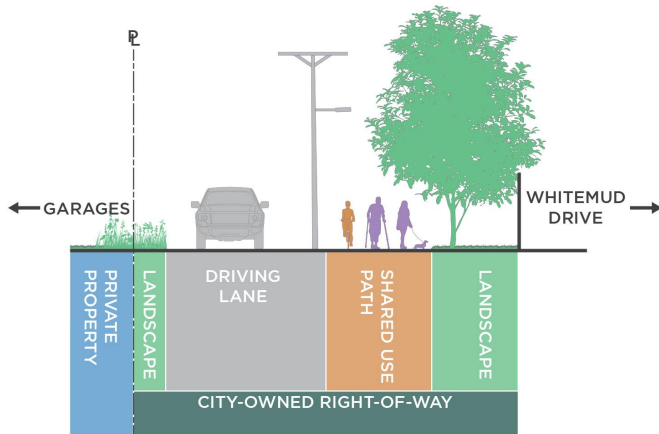 PL
GARAGES
WHITEMUD
DRIVE
PRIVATE
PROPERTY
LANDSCAPE
DRIVING
LANE
SHARED USE
PATH
LANDSCAPE
CITY-OWNED RIGHT-OF-WAY